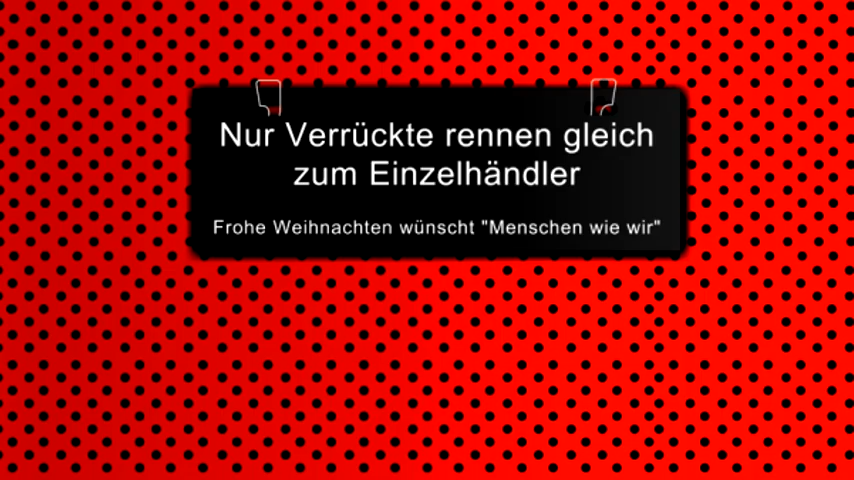 Nur Verrückte rennen gleich
zum Einzelhändler
Frohe Weihnachten wünscht "Menschen wie wir"